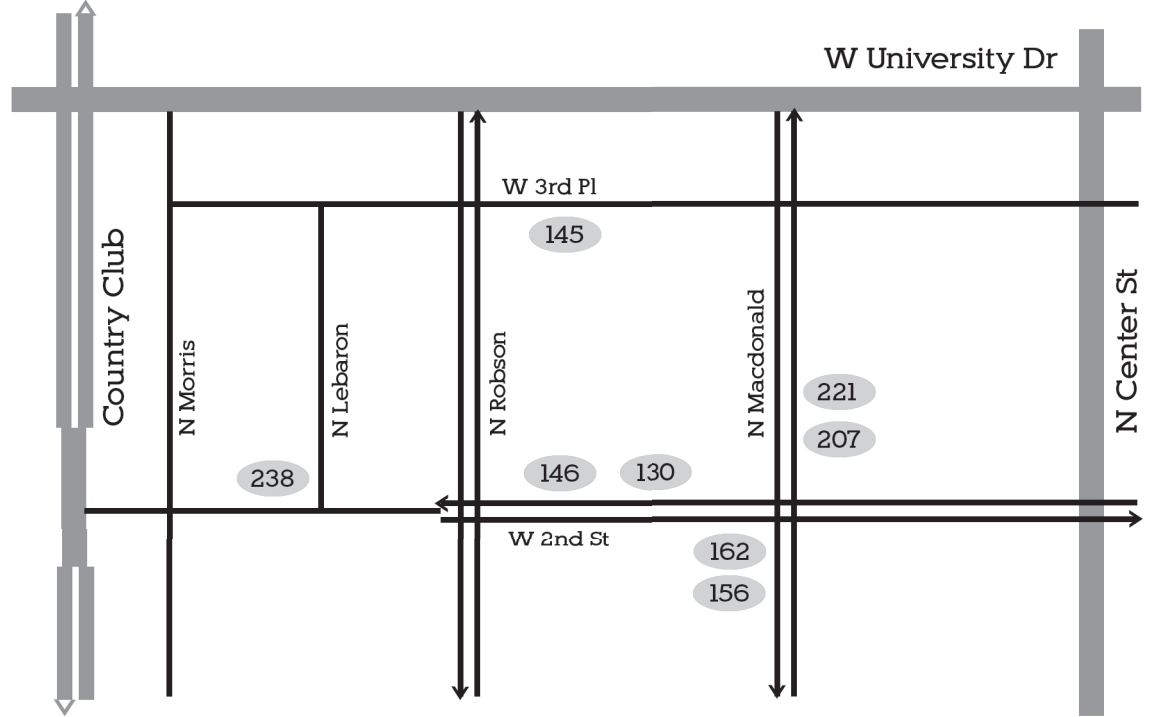 W University Dr
W 3rd Pl
145
Country Club
N Morris
N Lebaron
N Robson
N Macdonald
N Center St
221
207
238
146
130
W 2nd St
162
156